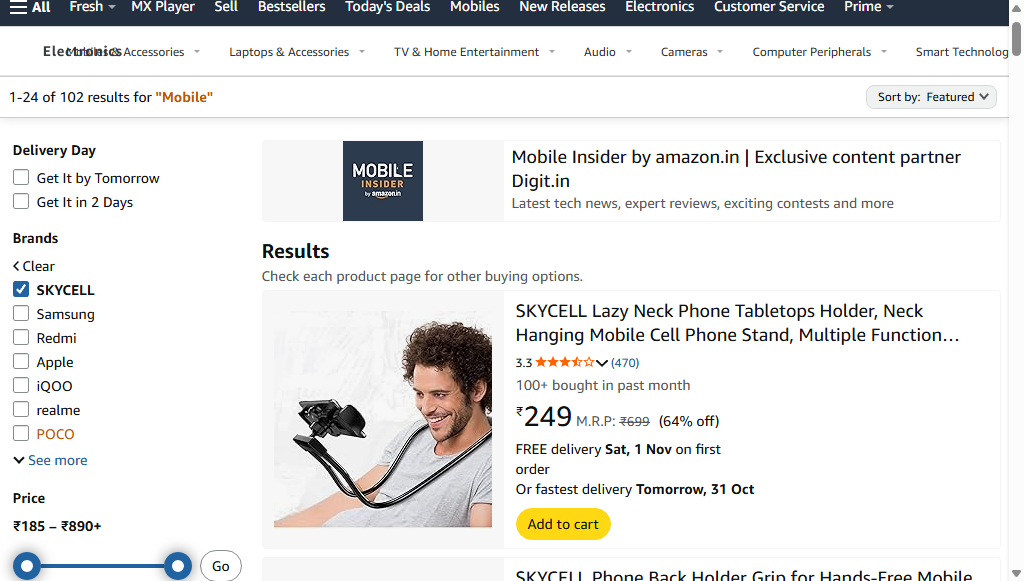 All Fresh MX Player Sell Bestsellers Today's Deals Mobiles New Releases Electronics Customer Service Prime
Electronics Mobiles & Accessories Laptops & Accessories TV & Home Entertainment Audio Cameras Computer Peripherals Smart Technolog
1-24 of 102 results for "Mobile"
Sort by: Featured
Delivery Day
Get It by Tomorrow
Get It in 2 Days
Brands
Clear
SKYCELL
Samsung
Redmi
Apple
iQOO
realme
POCO
See more
Price
₹185 – ₹890+
Go
MOBILE
INSIDER
by amazon.in
Mobile Insider by amazon.in | Exclusive content partner
Digit.in
Latest tech news, expert reviews, exciting contests and more
Results
Check each product page for other buying options.
SKYCELL Lazy Neck Phone Tabletops Holder, Neck
Hanging Mobile Cell Phone Stand, Multiple Function…
3.3 (470)
100+ bought in past month
₹249 M.R.P: ₹699 (64% off)
FREE delivery Sat, 1 Nov on first
order
Or fastest delivery Tomorrow, 31 Oct
Add to cart
SKYCELL Phone Back Holder Grip for Hands-Free Mobile